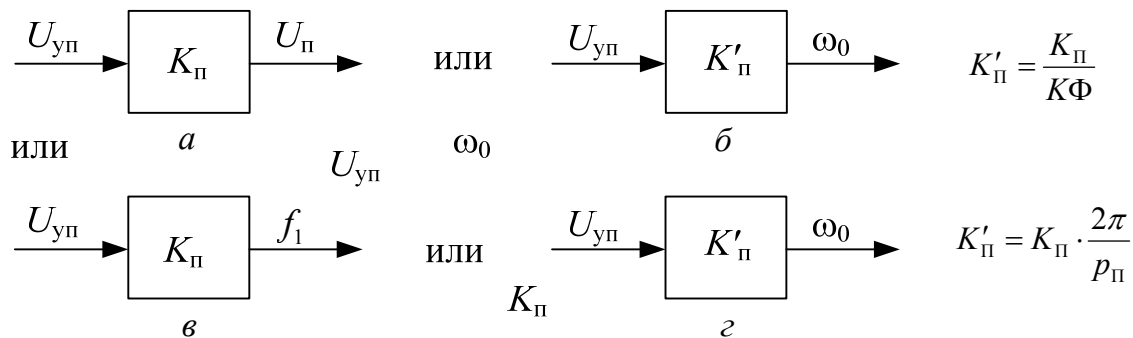 U_уп K_п U_п или U_уп K′_п ω_0 K′_П = K_П / KΦ
а б
или U_уп ω_0
U_уп K_п f_1 или U_уп K′_п ω_0 K′_П = K_П · 2π / p_П
K_п
в г